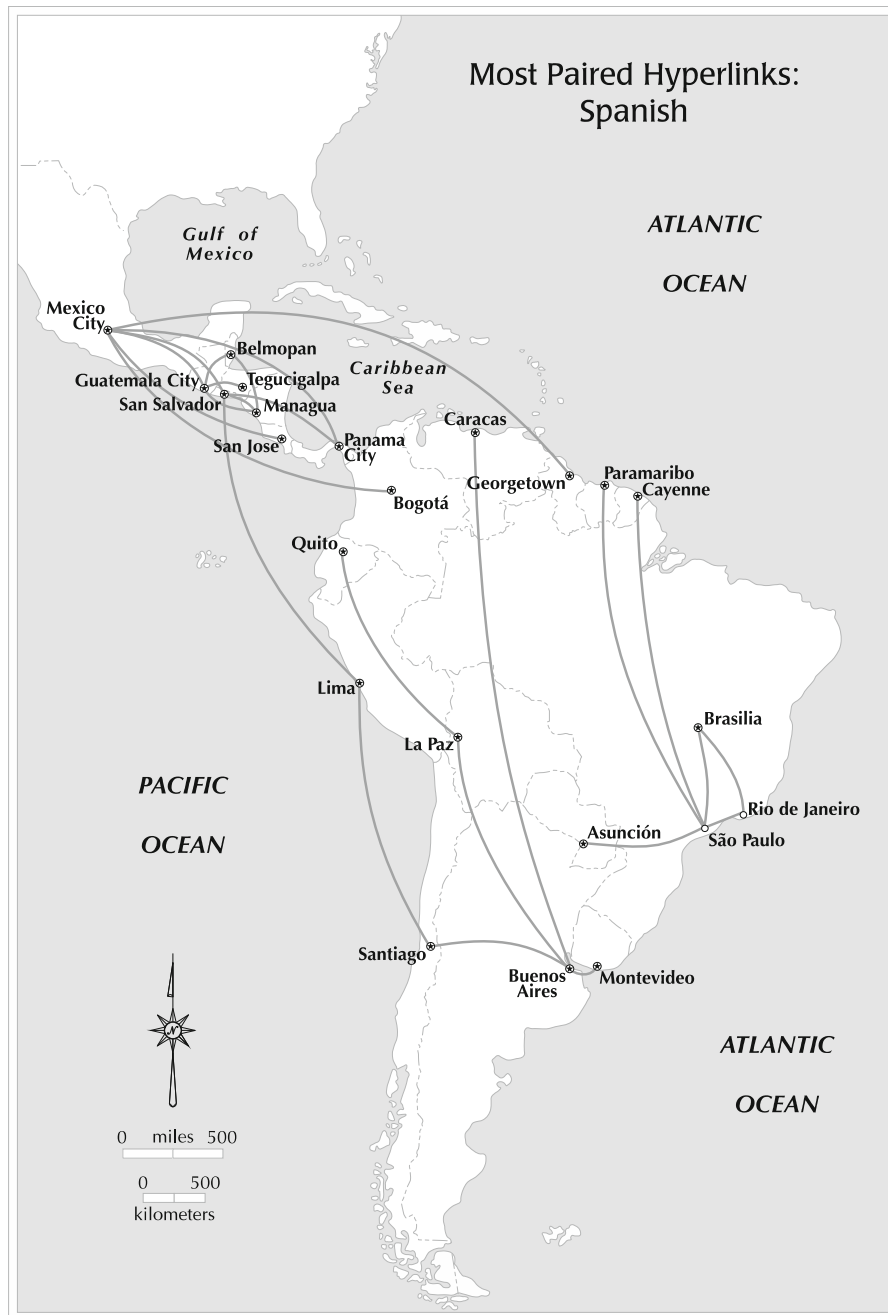 Most Paired Hyperlinks:
Spanish
ATLANTIC
OCEAN
Gulf of
Mexico
Mexico
City
Belmopan
Caribbean
Sea
Guatemala City
Tegucigalpa
San Salvador
Managua
Caracas
San Jose
Panama
City
Georgetown
Paramaribo
Cayenne
Bogotá
Quito
Lima
Brasilia
La Paz
PACIFIC
OCEAN
Rio de Janeiro
Asunción
São Paulo
Santiago
Buenos
Aires
Montevideo
N
ATLANTIC
OCEAN
0 miles 500
0 500
kilometers